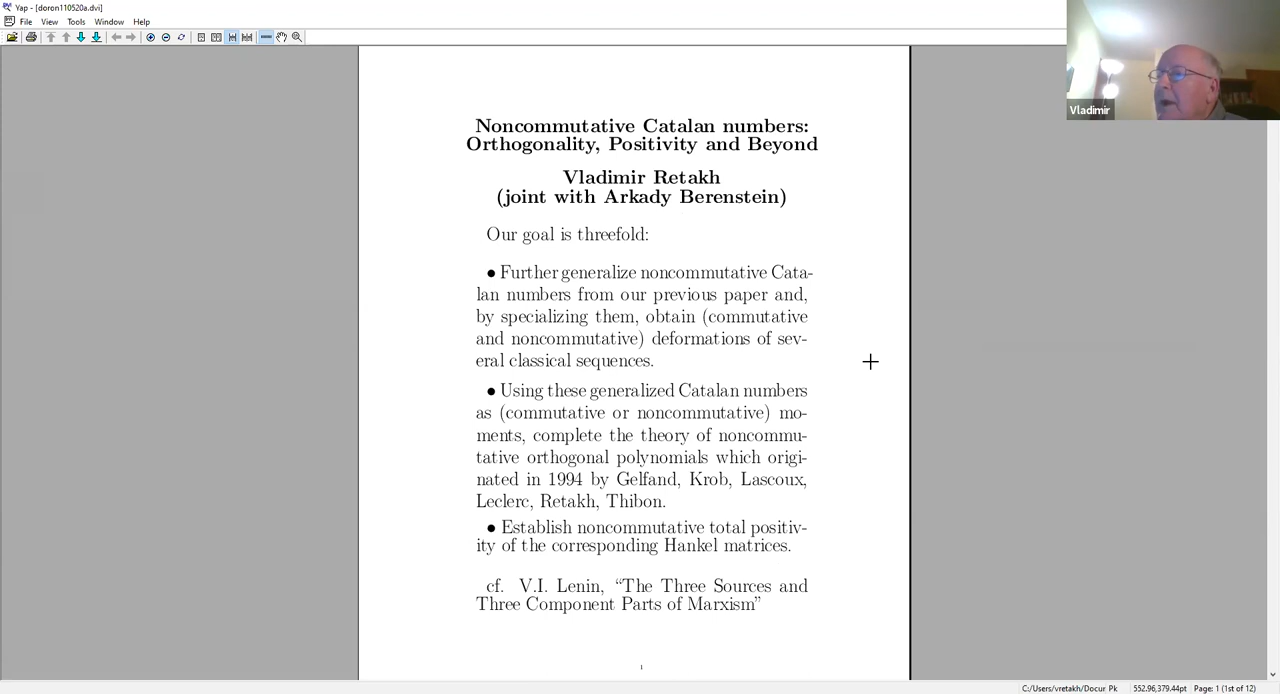 Yap - [doron110520a.dvi]
File View Tools Window Help
Vladimir
Noncommutative Catalan numbers:
Orthogonality, Positivity and Beyond
Vladimir Retakh
(joint with Arkady Berenstein)
Our goal is threefold:
• Further generalize noncommutative Cata-
lan numbers from our previous paper and,
by specializing them, obtain (commutative
and noncommutative) deformations of sev-
eral classical sequences.
• Using these generalized Catalan numbers
as (commutative or noncommutative) mo-
ments, complete the theory of noncommu-
tative orthogonal polynomials which origi-
nated in 1994 by Gelfand, Krob, Lascoux,
Leclerc, Retakh, Thibon.
• Establish noncommutative total positiv-
ity of the corresponding Hankel matrices.
cf. V.I. Lenin, “The Three Sources and
Three Component Parts of Marxism”
1
C:/Users/vretakh/Docur Pk 552.96,379.44pt Page: 1 (1st of 12)